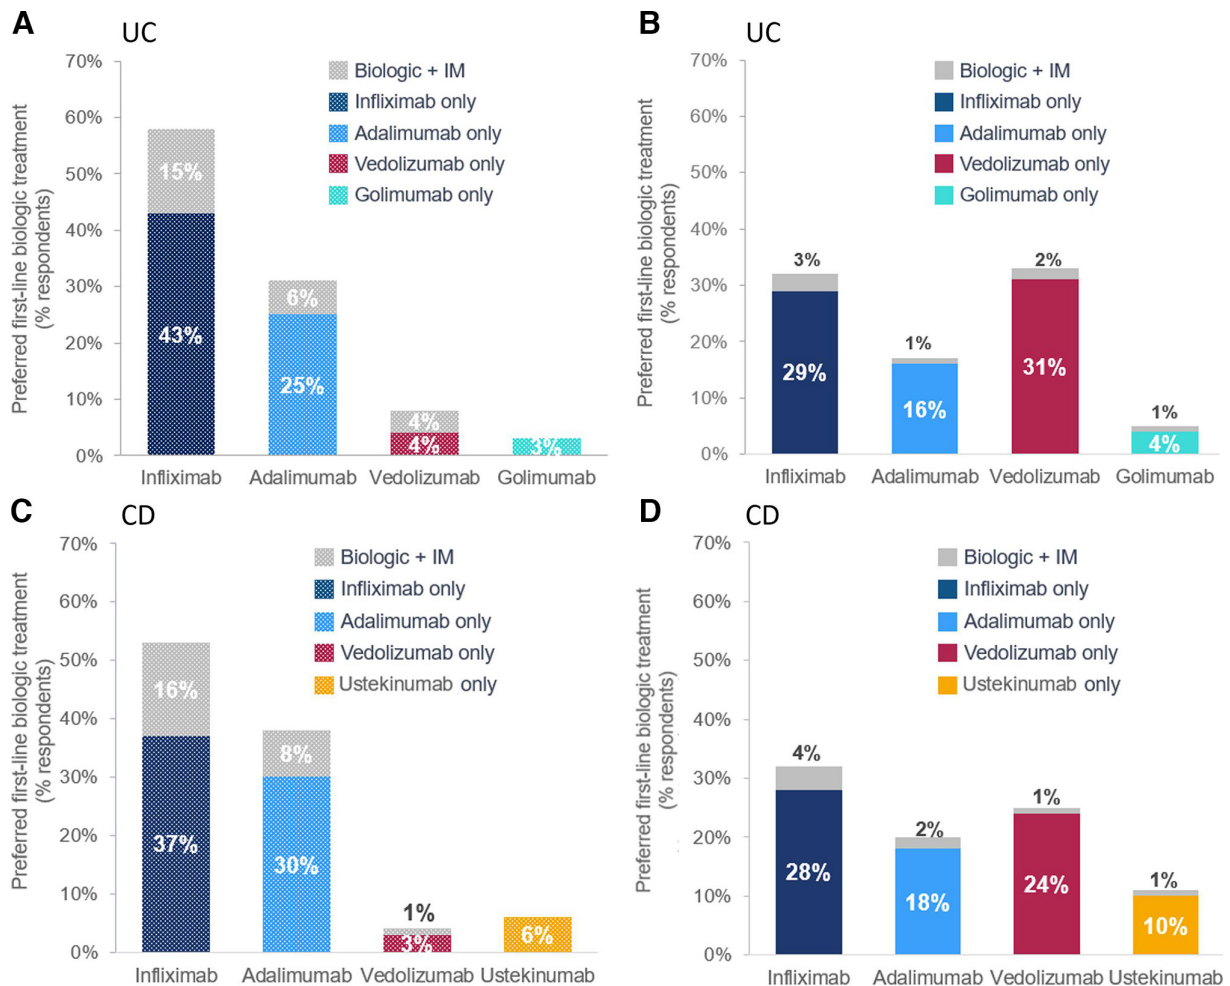 A
UC
Preferred first-line biologic treatment
(% respondents)
70%
60%
50%
40%
30%
20%
10%
0%
Biologic + IM
Infliximab only
Adalimumab only
Vedolizumab only
Golimumab only
15%
43%
6%
25%
4%
4%
3%
Infliximab
Adalimumab
Vedolizumab
Golimumab
B
UC
Preferred first-line biologic treatment
(% respondents)
70%
60%
50%
40%
30%
20%
10%
0%
Biologic + IM
Infliximab only
Adalimumab only
Vedolizumab only
Golimumab only
3%
29%
1%
16%
2%
31%
1%
4%
Infliximab
Adalimumab
Vedolizumab
Golimumab
C
CD
Preferred first-line biologic treatment
(% respondents)
70%
60%
50%
40%
30%
20%
10%
0%
Biologic + IM
Infliximab only
Adalimumab only
Vedolizumab only
Ustekinumab only
16%
37%
8%
30%
1%
3%
6%
Infliximab
Adalimumab
Vedolizumab
Ustekinumab
D
CD
Preferred first-line biologic treatment
(% respondents)
70%
60%
50%
40%
30%
20%
10%
0%
Biologic + IM
Infliximab only
Adalimumab only
Vedolizumab only
Ustekinumab only
4%
28%
2%
18%
1%
24%
1%
10%
Infliximab
Adalimumab
Vedolizumab
Ustekinumab